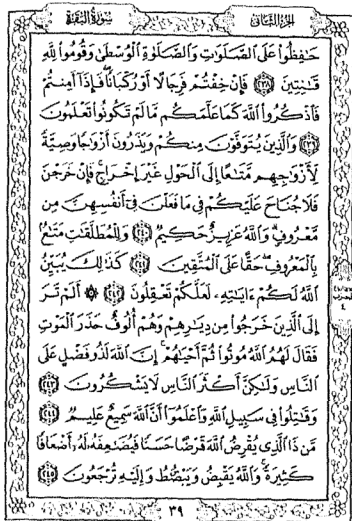 الجزء الثانى سورة البقرة
حَٰفِظُوا۟ عَلَى ٱلصَّلَوَٰتِ وَٱلصَّلَوٰةِ ٱلْوُسْطَىٰ وَقُومُوا۟ لِلَّهِ
قَٰنِتِينَ ٢٣٨ فَإِنْ خِفْتُمْ فَرِجَالًا أَوْ رُكْبَانًا فَإِذَآ أَمِنتُمْ
فَٱذْكُرُوا۟ ٱللَّهَ كَمَا عَلَّمَكُم مَّا لَمْ تَكُونُوا۟ تَعْلَمُونَ
٢٣٩ وَٱلَّذِينَ يُتَوَفَّوْنَ مِنكُمْ وَيَذَرُونَ أَزْوَٰجًا وَصِيَّةً
لِّأَزْوَٰجِهِم مَّتَٰعًا إِلَى ٱلْحَوْلِ غَيْرَ إِخْرَاجٍ فَإِنْ خَرَجْنَ
فَلَا جُنَاحَ عَلَيْكُمْ فِى مَا فَعَلْنَ فِىٓ أَنفُسِهِنَّ مِن
مَّعْرُوفٍ وَٱللَّهُ عَزِيزٌ حَكِيمٌ ٢٤٠ وَلِلْمُطَلَّقَٰتِ مَتَٰعٌۢ
بِٱلْمَعْرُوفِ حَقًّا عَلَى ٱلْمُتَّقِينَ ٢٤١ كَذَٰلِكَ يُبَيِّنُ
ٱللَّهُ لَكُمْ ءَايَٰتِهِۦ لَعَلَّكُمْ تَعْقِلُونَ ٢٤٢ ۞ أَلَمْ تَرَ
إِلَى ٱلَّذِينَ خَرَجُوا۟ مِن دِيَٰرِهِمْ وَهُمْ أُلُوفٌ حَذَرَ ٱلْمَوْتِ
فَقَالَ لَهُمُ ٱللَّهُ مُوتُوا۟ ثُمَّ أَحْيَٰهُمْ إِنَّ ٱللَّهَ لَذُو فَضْلٍ عَلَى
ٱلنَّاسِ وَلَٰكِنَّ أَكْثَرَ ٱلنَّاسِ لَا يَشْكُرُونَ ٢٤٣
وَقَٰتِلُوا۟ فِى سَبِيلِ ٱللَّهِ وَٱعْلَمُوٓا۟ أَنَّ ٱللَّهَ سَمِيعٌ عَلِيمٌ ٢٤٤
مَّن ذَا ٱلَّذِى يُقْرِضُ ٱللَّهَ قَرْضًا حَسَنًا فَيُضَٰعِفَهُۥ لَهُۥٓ أَضْعَافًا
كَثِيرَةً وَٱللَّهُ يَقْبِضُ وَيَبْصُۜطُ وَإِلَيْهِ تُرْجَعُونَ ٢٤٥
٣٩